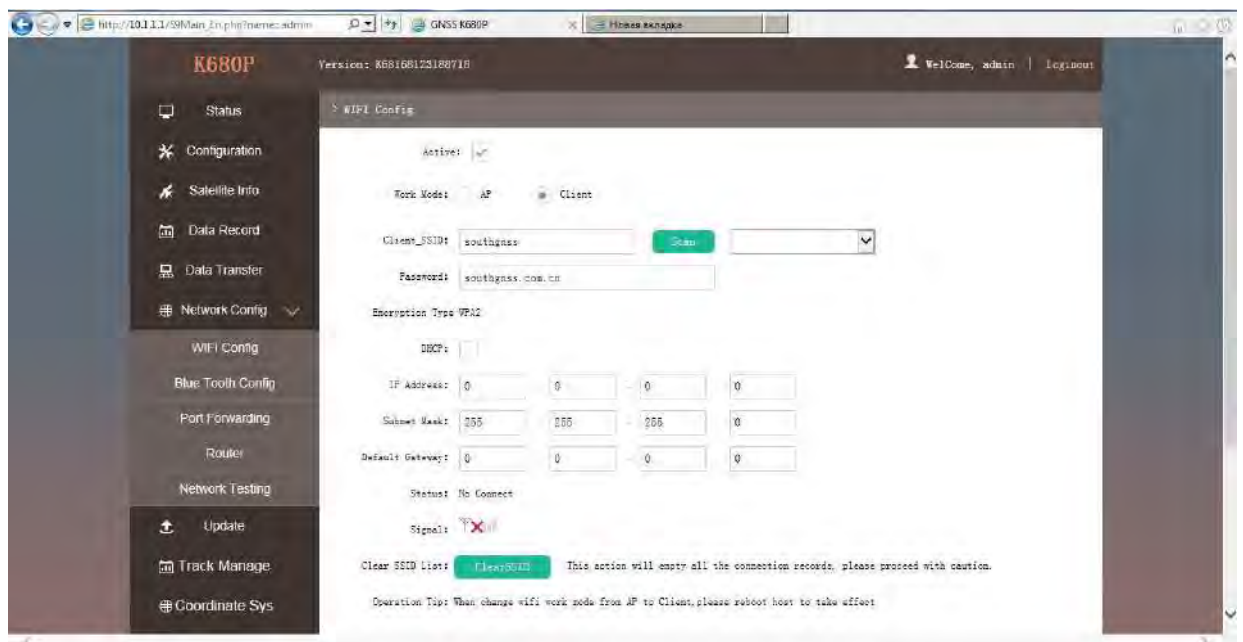 http://10.1.1.1/S9Main_En.php?name=admin
GNSS K680P
Новая вкладка
K680P
Version: K68168123188718
WelCome, admin | Loginout
Status
> WIFI Config
Configuration
Active:
Satellite Info
Work Mode: AP Client
Data Record
Client_SSID: southgnss Scan
Data Transfer
Password: southgnss.com.cn
Network Config
Encryption Type WPA2
WIFI Config
DHCP:
Blue Tooth Config
IP Address: 0 0 - 0 0
Port Forwarding
Subnet Mask: 255 255 - 255 0
Router
Default Gateway: 0 0 - 0 0
Network Testing
Status: No Connect
Update
Signal:
Track Manage
Clear SSID List: ClearSSID This action will empty all the connection records, please proceed with caution.
Coordinate Sys
Operation Tip: When change wifi work mode from AP to Client,please reboot host to take effect